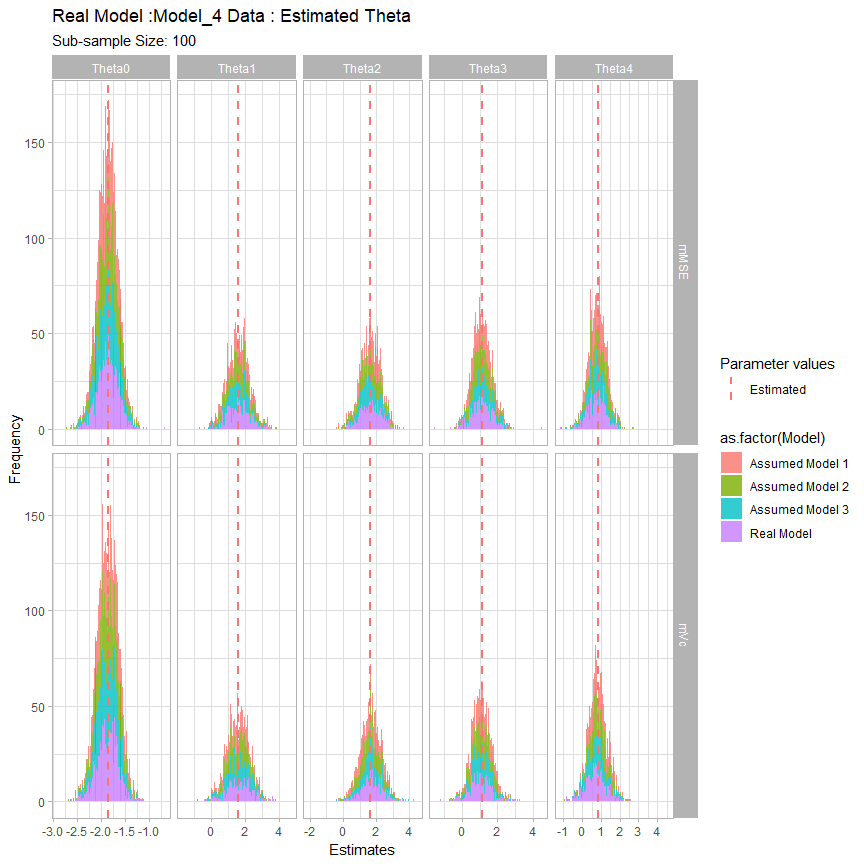 Real Model :Model_4 Data : Estimated Theta
Sub-sample Size: 100
Theta0 Theta1 Theta2 Theta3 Theta4
150
100
50
0
mMSE
150
100
50
0
mVc
Frequency
-3.0 -2.5 -2.0 -1.5 -1.0 0 2 4 -2 0 2 4 0 2 4 -1 0 1 2 3 4
Estimates
Parameter values
Estimated
as.factor(Model)
Assumed Model 1
Assumed Model 2
Assumed Model 3
Real Model